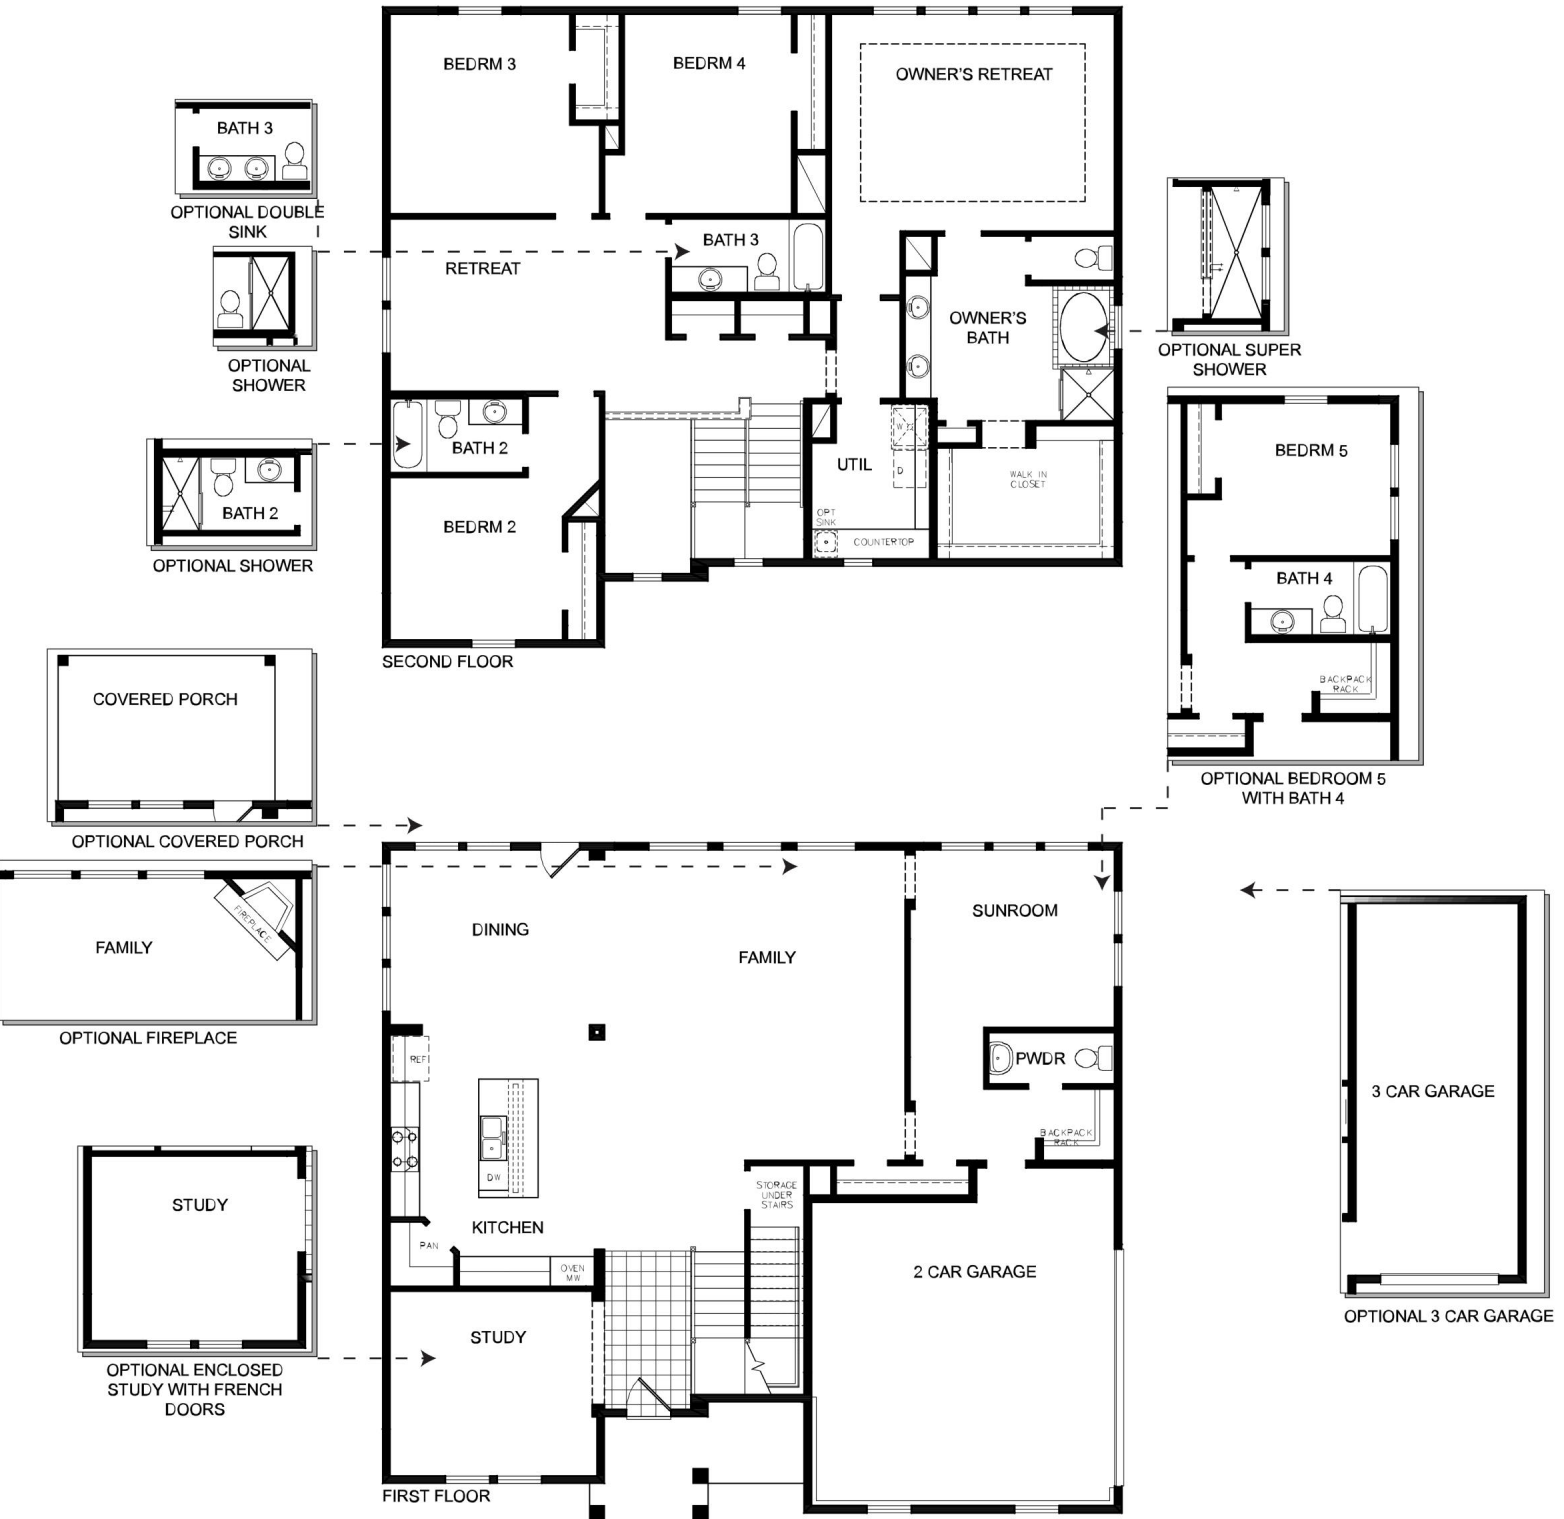 BEDRM 3
BEDRM 4
OWNER'S RETREAT
BATH 3
OPTIONAL DOUBLE
SINK
RETREAT
BATH 3
OWNER'S
BATH
OPTIONAL SUPER
SHOWER
OPTIONAL
SHOWER
BATH 2
UTIL
W
D
WALK IN
CLOSET
BEDRM 5
BATH 2
OPTIONAL SHOWER
BEDRM 2
OPT
SINK
COUNTERTOP
BATH 4
SECOND FLOOR
BACKPACK
RACK
COVERED PORCH
OPTIONAL BEDROOM 5
WITH BATH 4
OPTIONAL COVERED PORCH
DINING
FAMILY
SUNROOM
FAMILY
FIREPLACE
OPTIONAL FIREPLACE
REF
PWDR
3 CAR GARAGE
BACKPACK
RACK
DW
STORAGE
UNDER
STAIRS
STUDY
KITCHEN
PAN
OVEN
MW
2 CAR GARAGE
OPTIONAL 3 CAR GARAGE
STUDY
OPTIONAL ENCLOSED
STUDY WITH FRENCH
DOORS
FIRST FLOOR